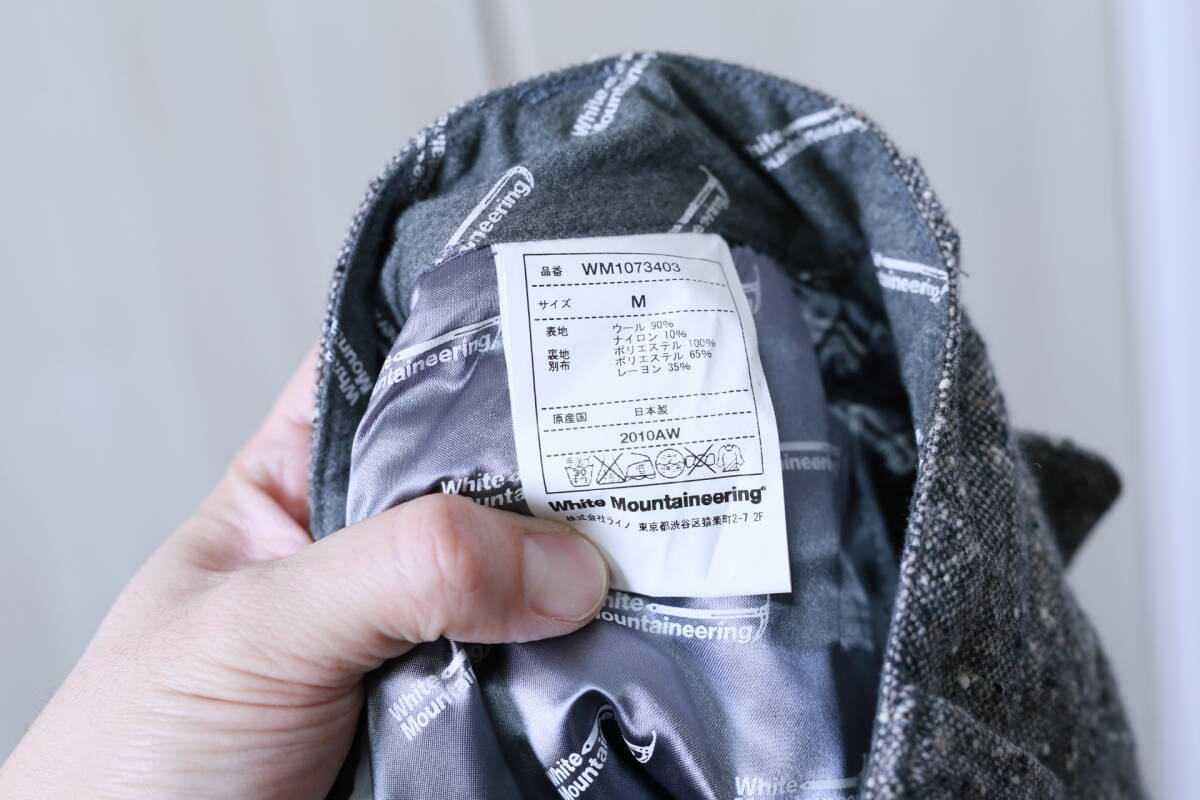 White Mountaineering
White Mountaineering
品番 WM1073403
サイズ M
表地 ウール 90%
ナイロン 10%
裏地 ポリエステル 100%
別布 ポリエステル 65%
レーヨン 35%
原産国 日本製
2010AW
White Mountaineering®
株式会社ライノ 東京都渋谷区猿楽町2-7 2F
White
Mountaineering
White
Mountaineering
White